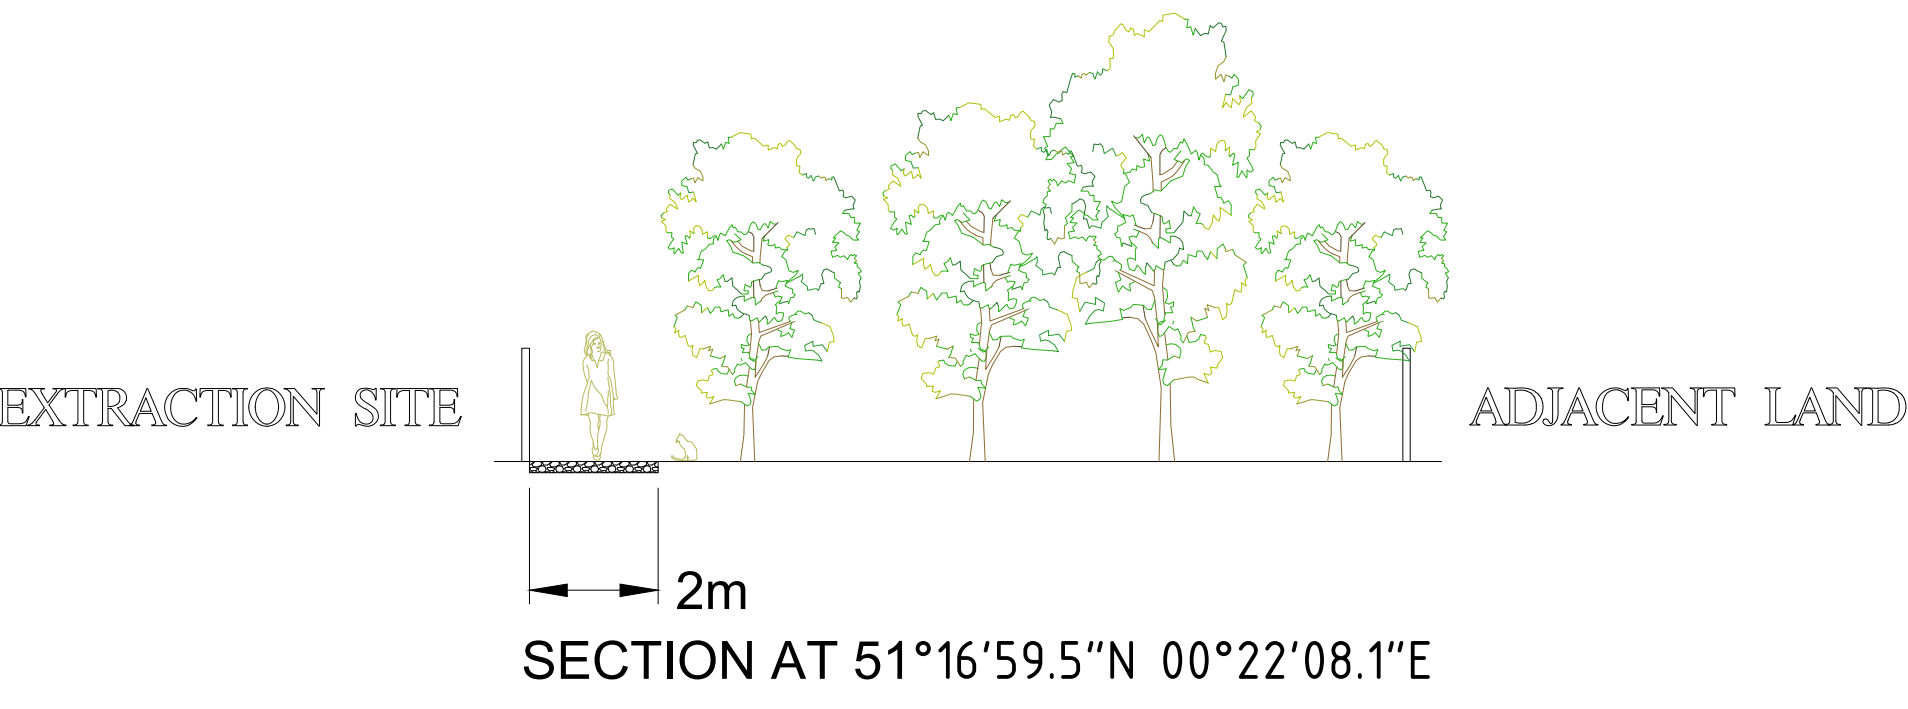 EXTRACTION SITE
ADJACENT LAND
2m
SECTION AT 51°16'59.5"N 00°22'08.1"E